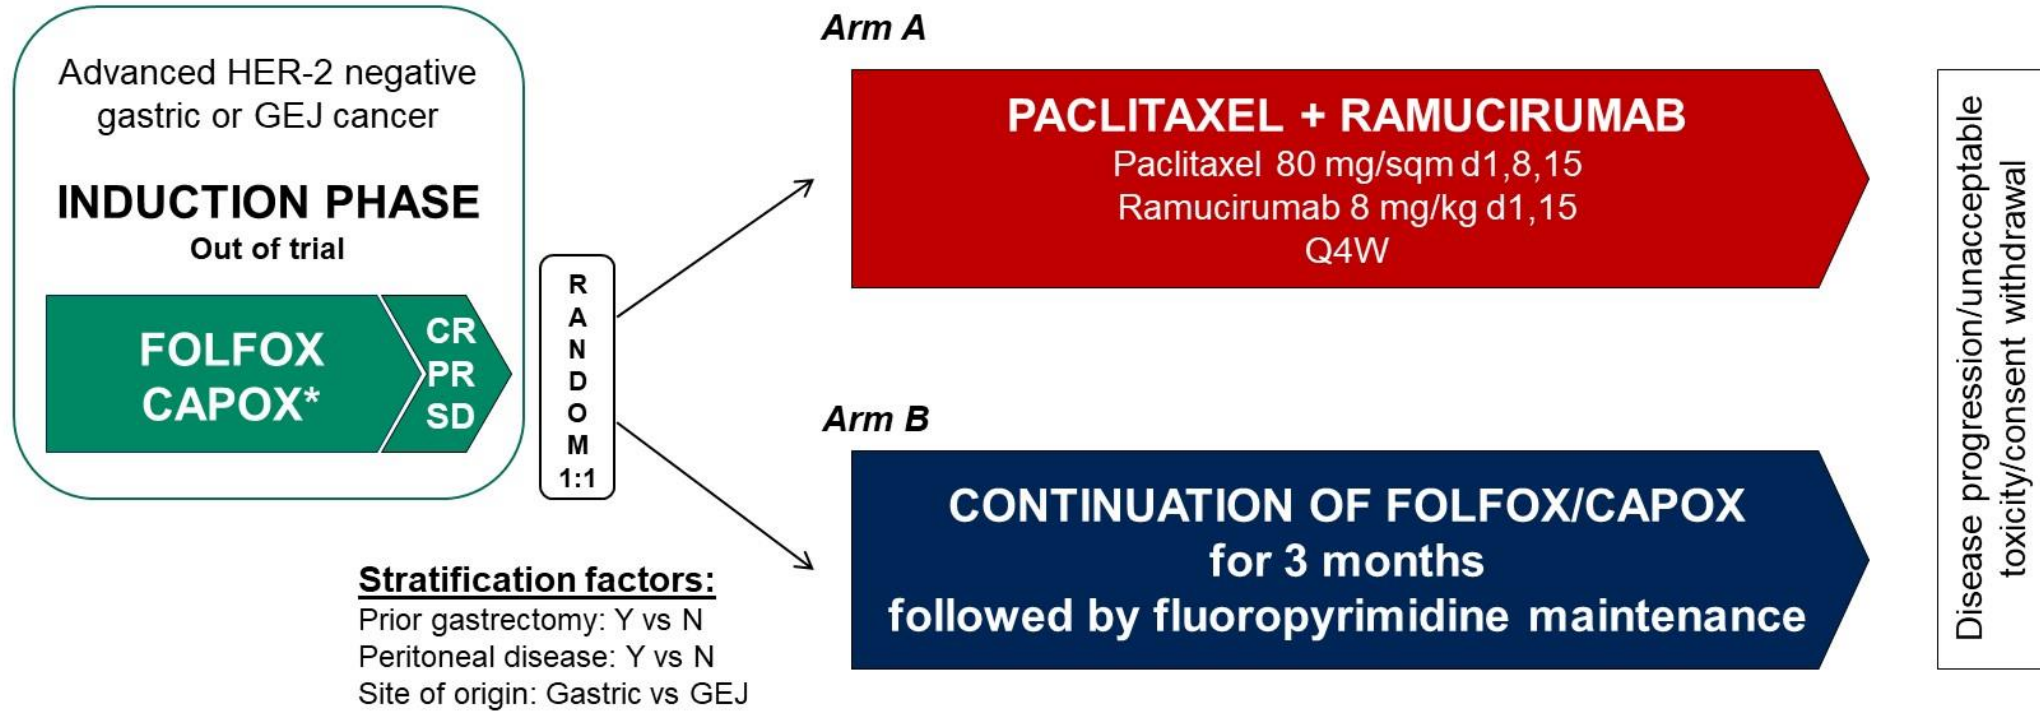 Advanced HER-2 negative
gastric or GEJ cancer
INDUCTION PHASE
Out of trial
FOLFOX
CAPOX*
CR
PR
SD
R
A
N
D
O
M
1:1
Stratification factors:
Prior gastrectomy: Y vs N
Peritoneal disease: Y vs N
Site of origin: Gastric vs GEJ
Arm A
PACLITAXEL + RAMUCIRUMAB
Paclitaxel 80 mg/sqm d1,8,15
Ramucirumab 8 mg/kg d1,15
Q4W
Arm B
CONTINUATION OF FOLFOX/CAPOX
for 3 months
followed by fluoropyrimidine maintenance
Disease progression/unacceptable
toxicity/consent withdrawal